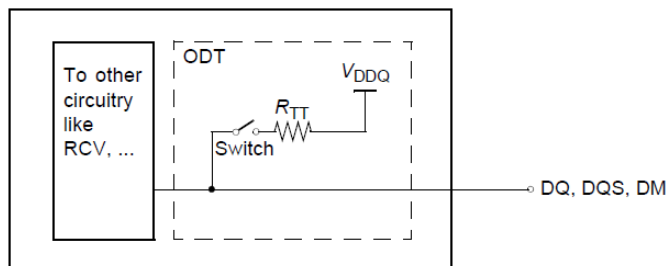 ODT
To other
circuitry
like
RCV, ...
VDDQ
RTT
Switch
DQ, DQS, DM